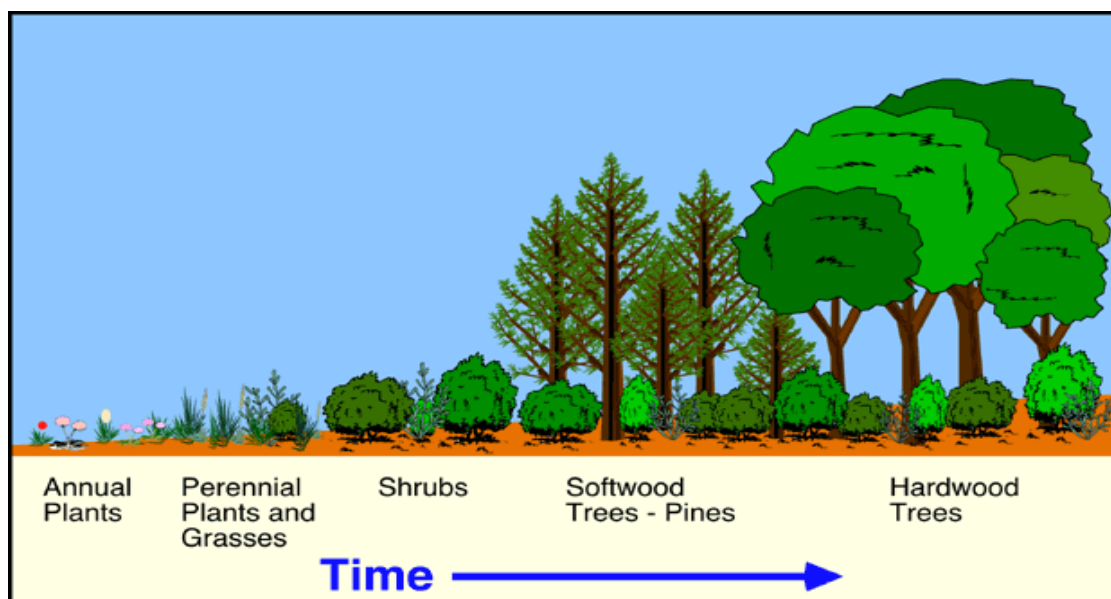 Annual
Plants
Perennial
Plants and
Grasses
Shrubs
Softwood
Trees - Pines
Hardwood
Trees
Time